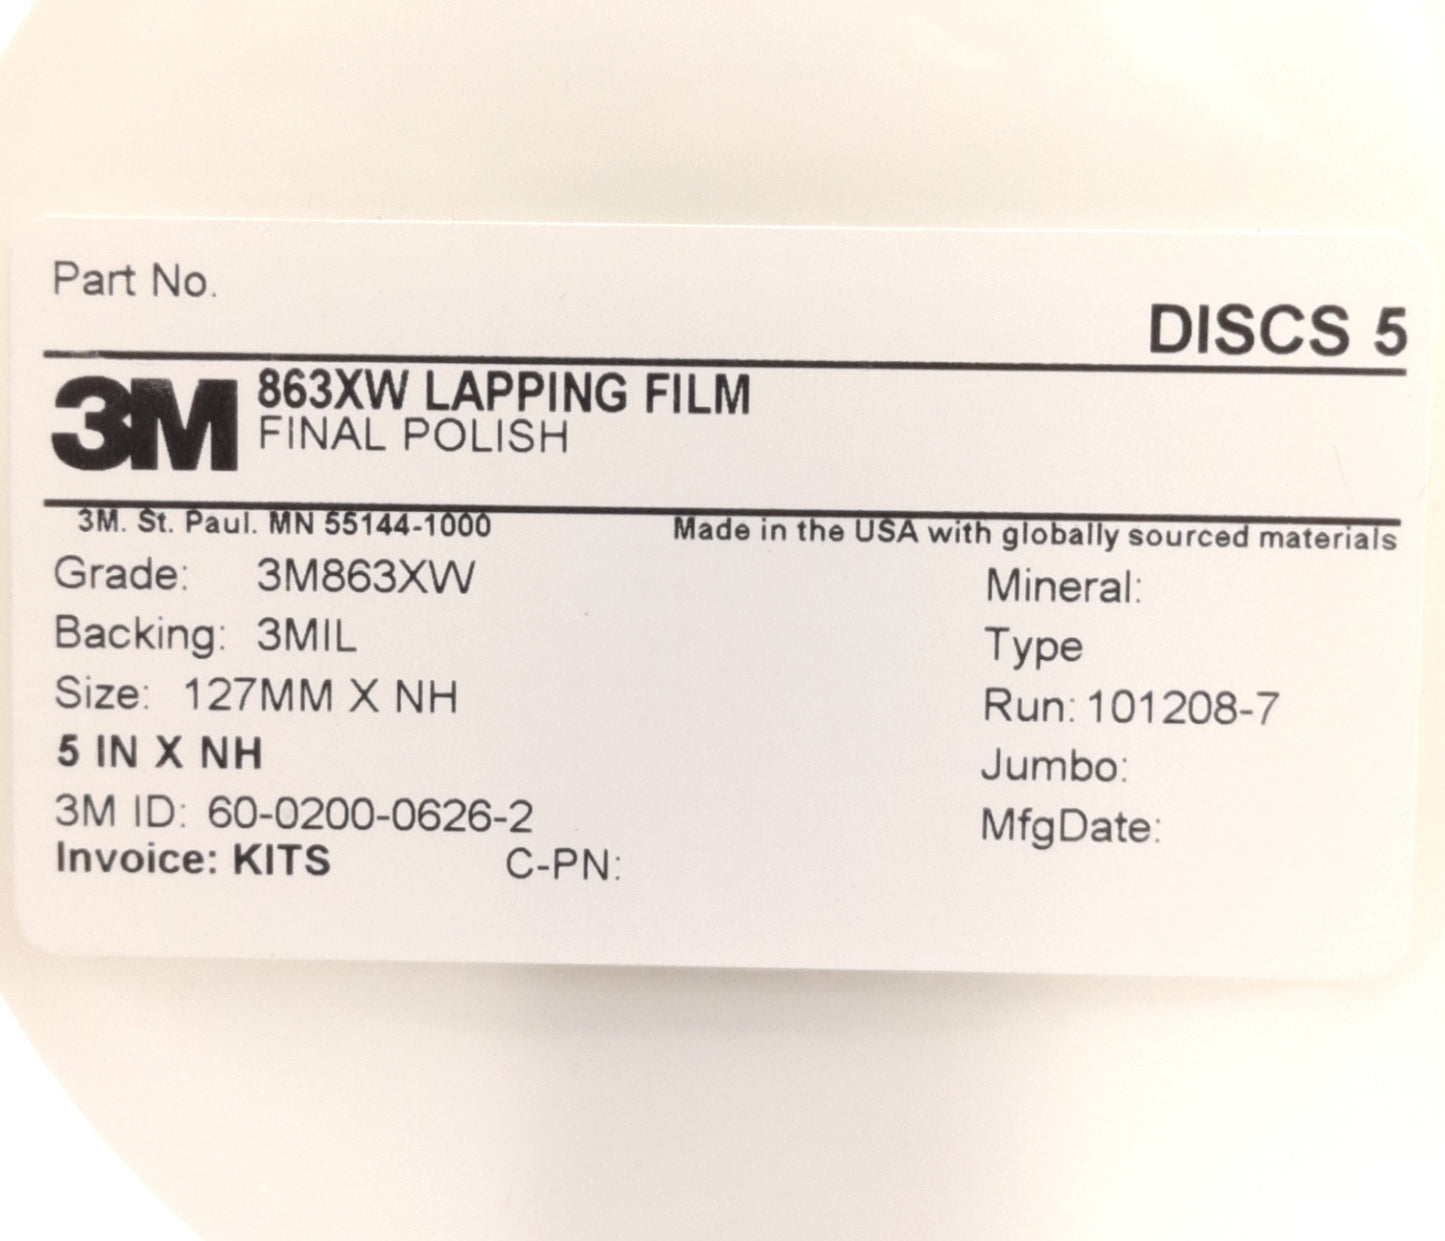 Part No.
DISCS 5
3M
863XW LAPPING FILM
FINAL POLISH
3M. St. Paul. MN 55144-1000
Made in the USA with globally sourced materials
Grade: 3M863XW
Mineral:
Backing: 3MIL
Type
Size: 127MM X NH
Run: 101208-7
5 IN X NH
Jumbo:
3M ID: 60-0200-0626-2
MfgDate:
Invoice: KITS
C-PN: